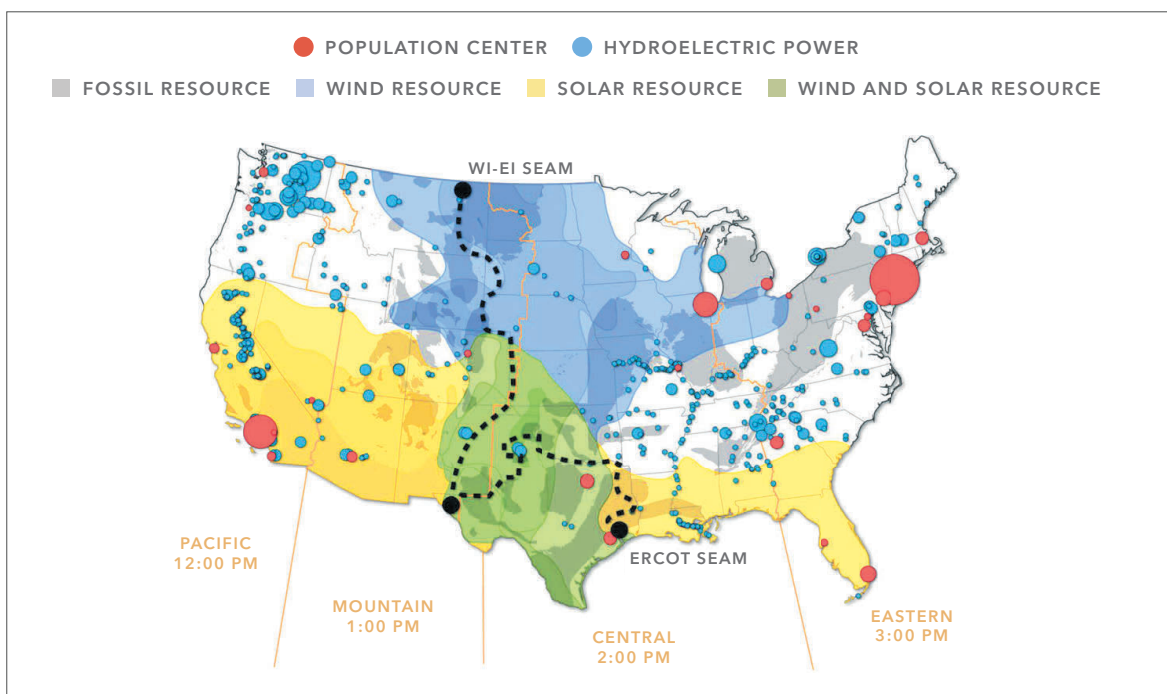 POPULATION CENTER HYDROELECTRIC POWER
FOSSIL RESOURCE WIND RESOURCE SOLAR RESOURCE WIND AND SOLAR RESOURCE
WI-EI SEAM
ERCOT SEAM
PACIFIC
12:00 PM
MOUNTAIN
1:00 PM
CENTRAL
2:00 PM
EASTERN
3:00 PM